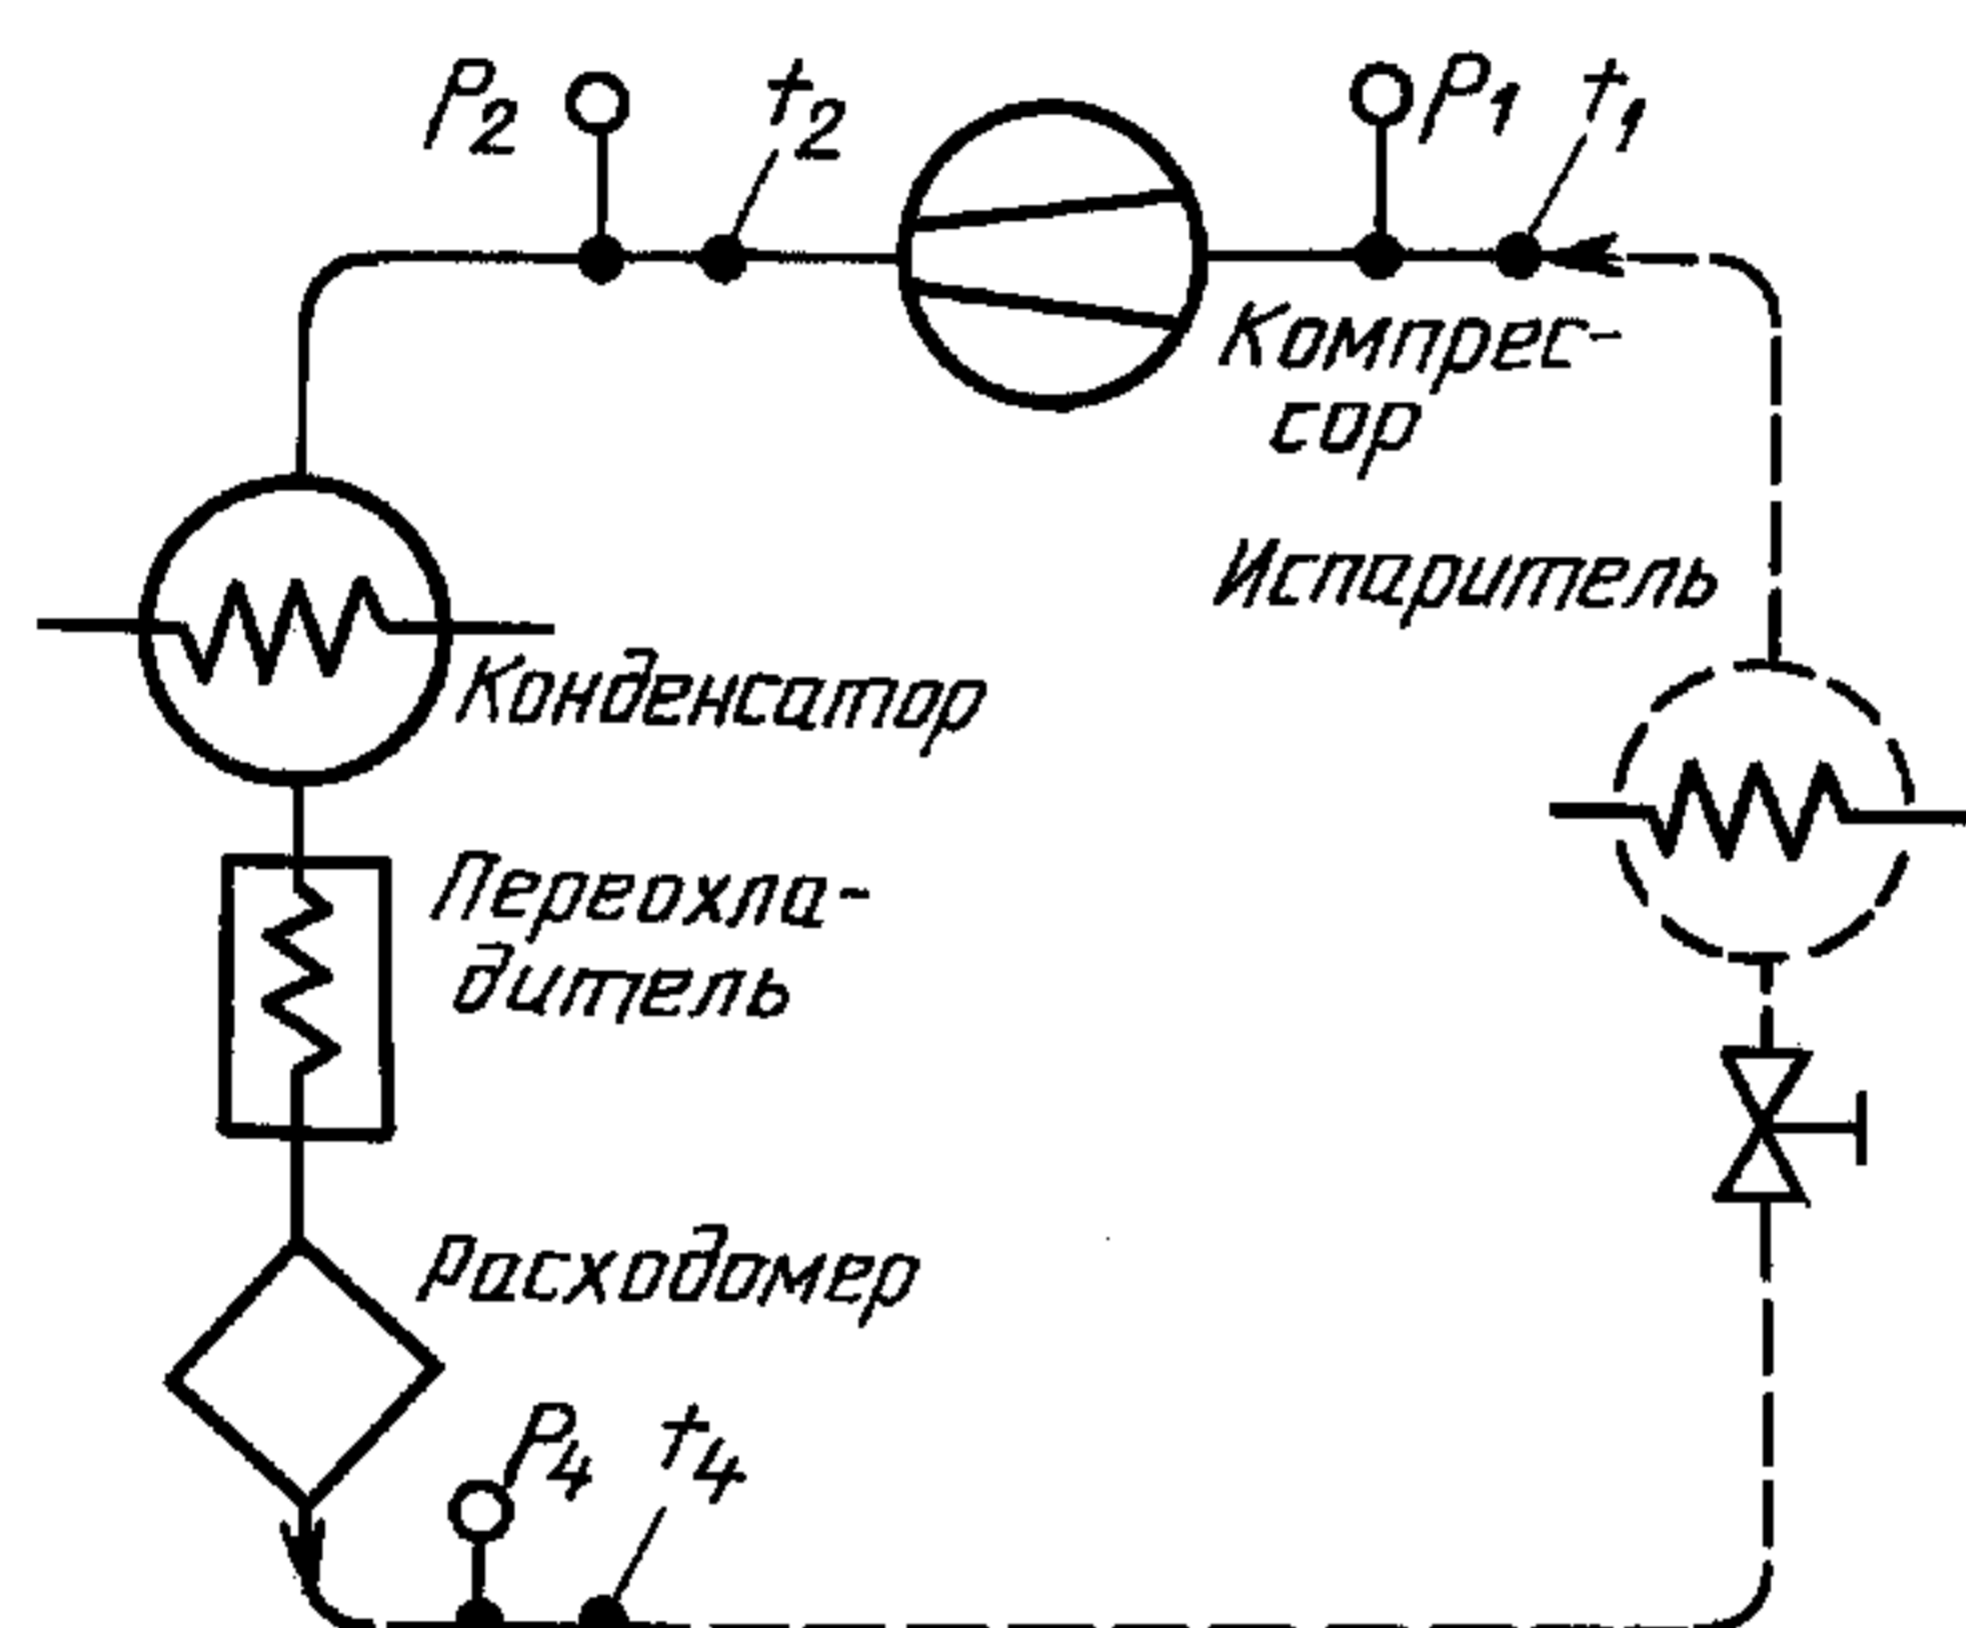 P2 t2 P1 t1
Компрес-
сор
Испаритель
Конденсатор
Переохла-
дитель
Расходомер
P4 t4